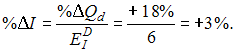 %ΔI = %ΔQ_d / E_I^D = +18% / 6 = +3%.